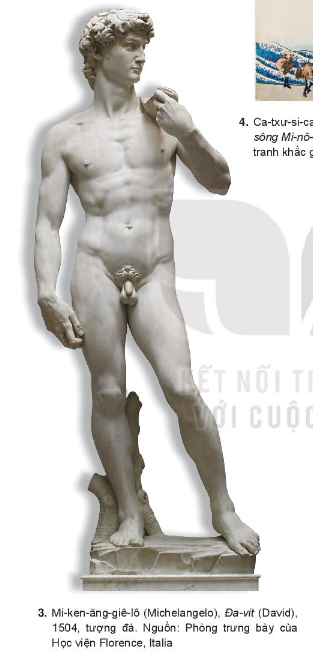 4. Ca-txu-si-ca
sông Mi-nô-
tranh khắc g
KẾT NỐI TH
VỚI CUỘC
3. Mi-ken-ăng-giê-lô (Michelangelo), Đa-vít (David),
1504, tượng đá. Nguồn: Phòng trưng bày của
Học viện Florence, Italia